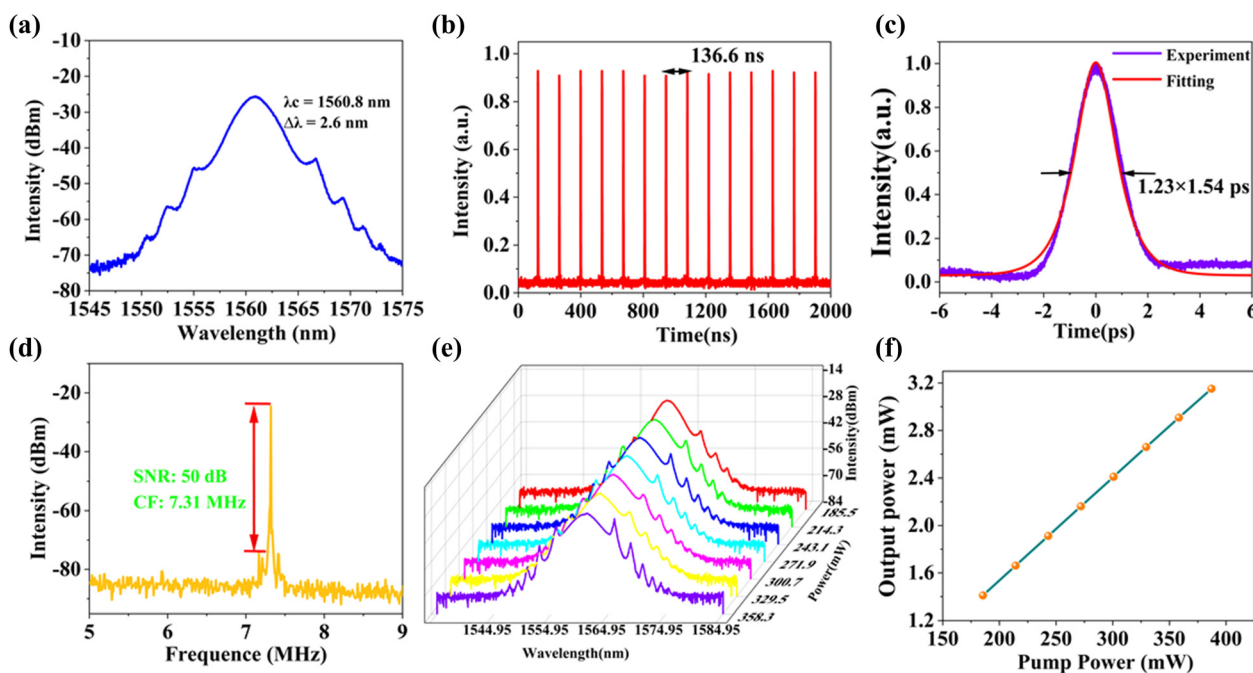 (a)
-10
-20
-30
-40
-50
-60
-70
-80
Intensity (dBm)
λc = 1560.8 nm
Δλ = 2.6 nm
1545 1550 1555 1560 1565 1570 1575
Wavelength (nm)
(b)
1.0
0.8
0.6
0.4
0.2
0.0
Intensity (a.u.)
136.6 ns
0 400 800 1200 1600 2000
Time(ns)
(c)
1.0
0.8
0.6
0.4
0.2
0.0
Intensity(a.u.)
Experiment
Fitting
1.23×1.54 ps
-6 -4 -2 0 2 4 6
Time(ps)
(d)
-20
-40
-60
-80
Intensity (dBm)
SNR: 50 dB
CF: 7.31 MHz
5 6 7 8 9
Frequence (MHz)
(e)
-14
-28
-42
-56
-70
-84
Intensity(dBm)
185.5
214.3
243.1
271.9
300.7
329.5
358.3
Power(mW)
1544.95 1554.95 1564.95 1574.95 1584.95
Wavelength(nm)
(f)
3.2
2.8
2.4
2.0
1.6
1.2
Output power (mW)
150 200 250 300 350 400
Pump Power (mW)